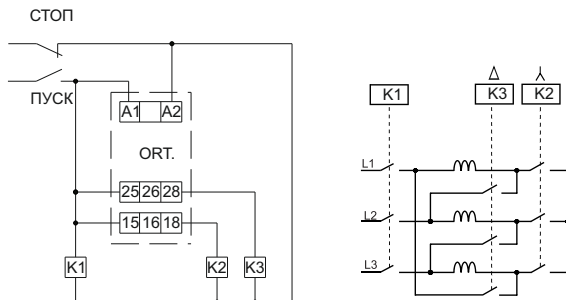 СТОП
ПУСК
A1 A2
ORT.
25 26 28
15 16 18
K1 K2 K3
Δ
K1 K3 K2
L1
L2
L3